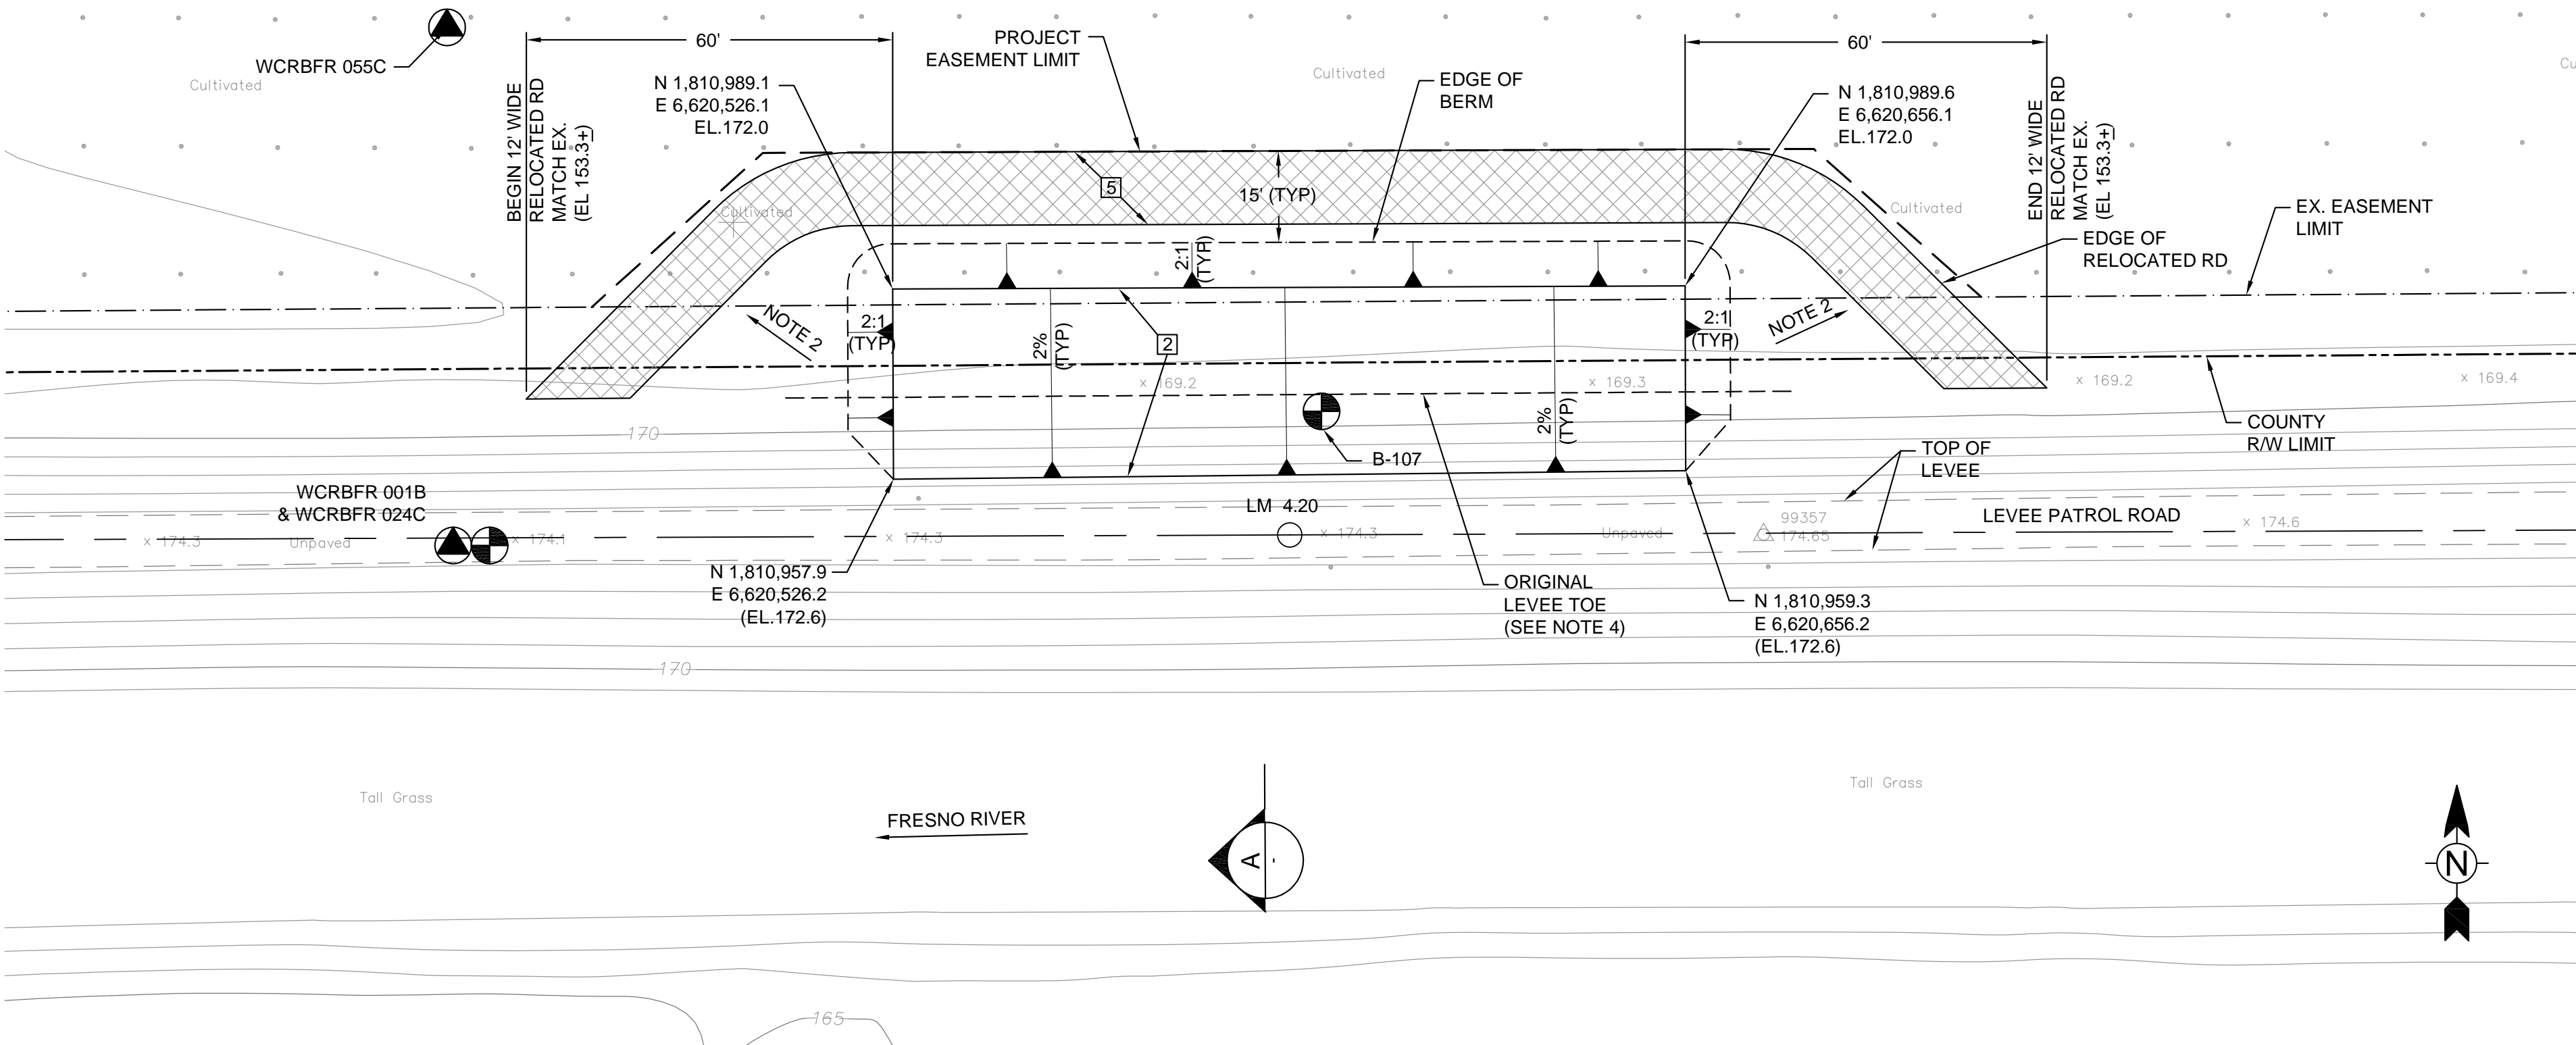 WCRBFR 055C
Cultivated
60'
N 1,810,989.1
E 6,620,526.1
EL.172.0
PROJECT
EASEMENT LIMIT
Cultivated
EDGE OF
BERM
60'
N 1,810,989.6
E 6,620,656.1
EL.172.0
Cu
BEGIN 12' WIDE
RELOCATED RD
MATCH EX.
(EL 153.3±)
END 12' WIDE
RELOCATED RD
MATCH EX.
(EL 153.3±)
5
15' (TYP)
Cultivated
Cultivated
EX. EASEMENT
LIMIT
EDGE OF
RELOCATED RD
2:1
(TYP)
NOTE 2
2:1
(TYP)
2%
(TYP)
2
2:1
(TYP)
NOTE 2
x 169.2
x 169.3
x 169.2
x 169.4
2%
(TYP)
170
B-107
COUNTY
R/W LIMIT
TOP OF
LEVEE
WCRBFR 001B
& WCRBFR 024C
LM 4.20
99357
174.65
LEVEE PATROL ROAD
x 174.6
x 174.3
Unpaved
x 174.1
x 174.3
x 174.3
Unpaved
N 1,810,957.9
E 6,620,526.2
(EL.172.6)
ORIGINAL
LEVEE TOE
(SEE NOTE 4)
N 1,810,959.3
E 6,620,656.2
(EL.172.6)
170
Tall Grass
Tall Grass
FRESNO RIVER
A
-
N
165